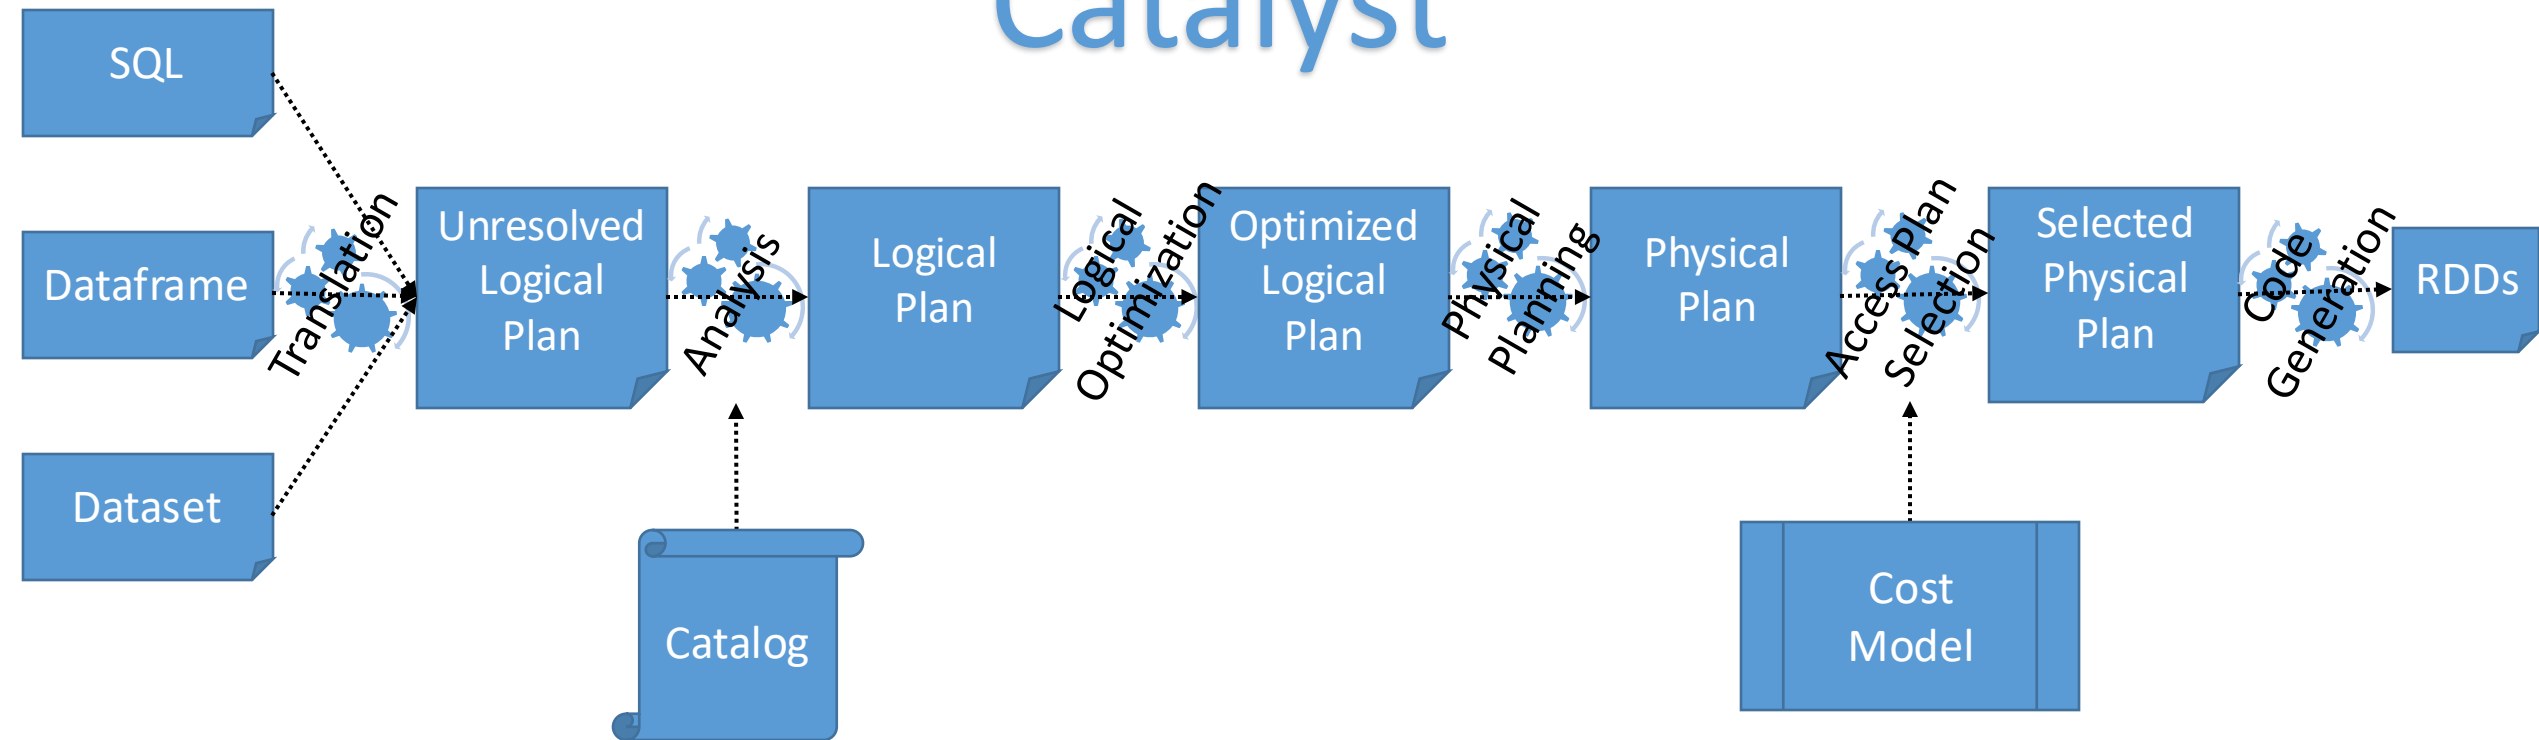 Catalyst
SQL
Dataframe
Dataset
Translation
Unresolved
Logical
Plan
Analysis
Catalog
Logical
Plan
Logical
Optimization
Optimized
Logical
Plan
Physical
Planning
Physical
Plan
Access Plan
Selection
Cost
Model
Selected
Physical
Plan
Code
Generation
RDDs